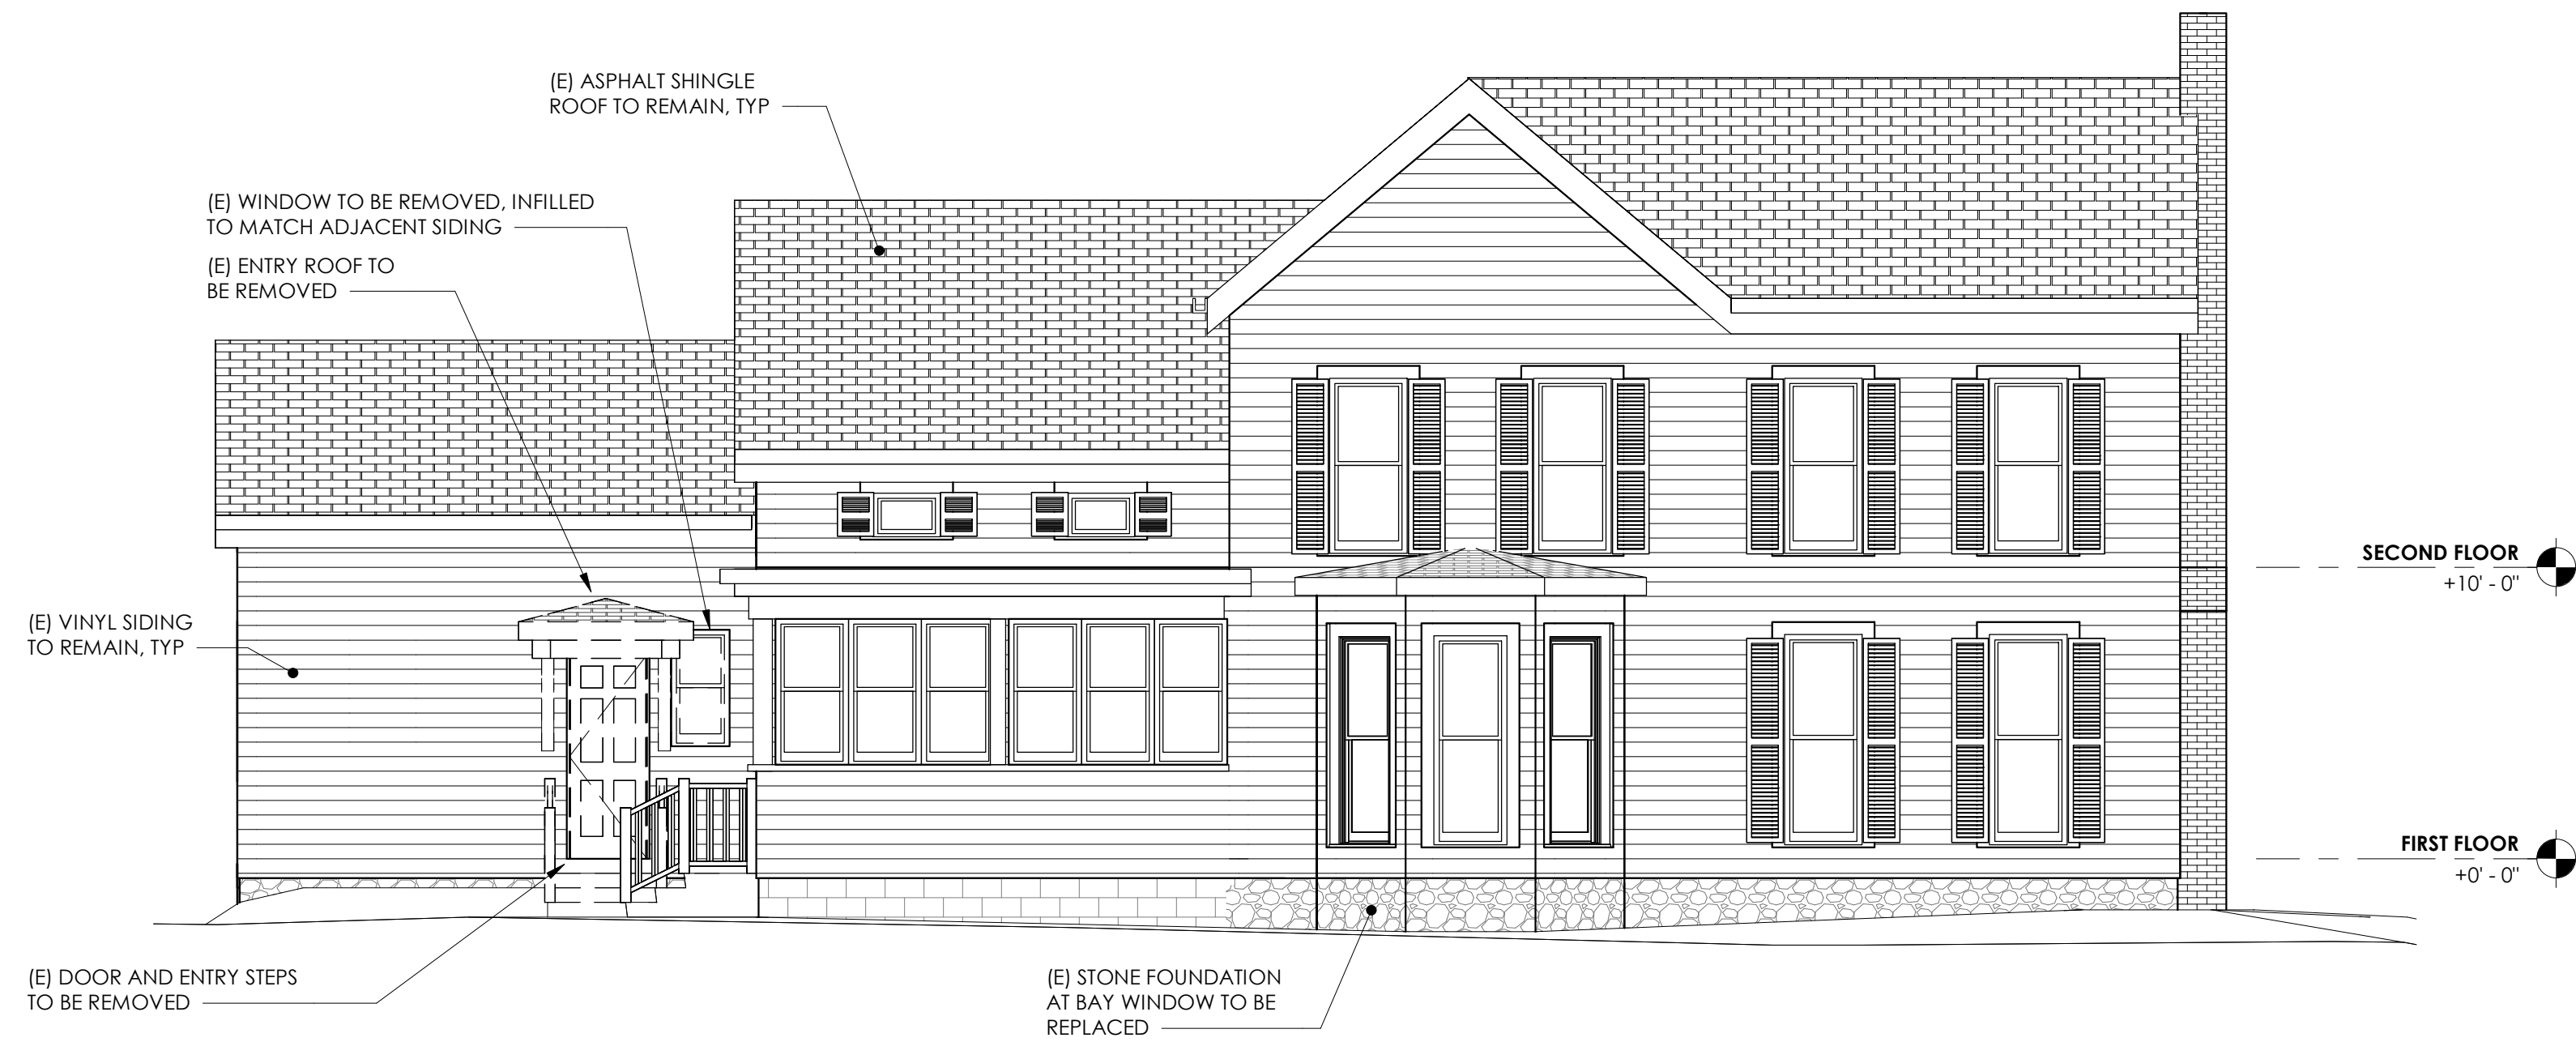 (E) ASPHALT SHINGLE
ROOF TO REMAIN, TYP
(E) WINDOW TO BE REMOVED, INFILLED
TO MATCH ADJACENT SIDING
(E) ENTRY ROOF TO
BE REMOVED
(E) VINYL SIDING
TO REMAIN, TYP
(E) DOOR AND ENTRY STEPS
TO BE REMOVED
(E) STONE FOUNDATION
AT BAY WINDOW TO BE
REPLACED
SECOND FLOOR
+10' - 0"
FIRST FLOOR
+0' - 0"